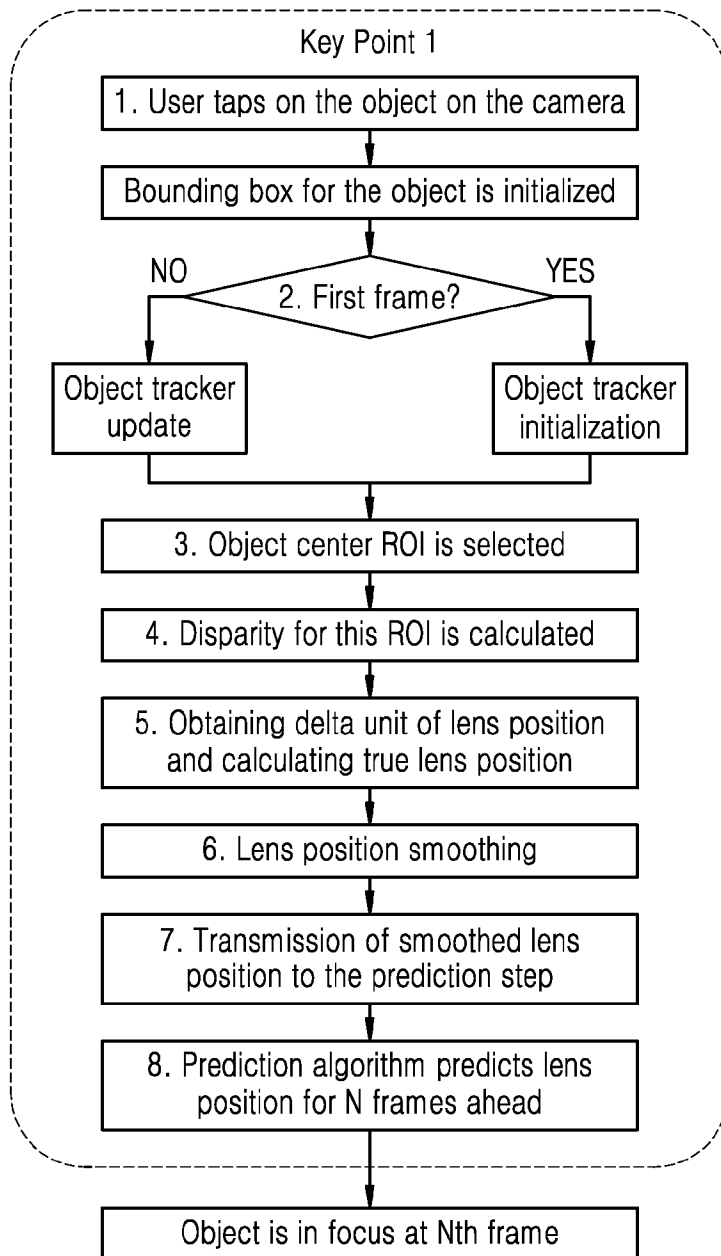 Key Point 1
1. User taps on the object on the camera
Bounding box for the object is initialized
NO
YES
2. First frame?
Object tracker
update
Object tracker
initialization
3. Object center ROI is selected
4. Disparity for this ROI is calculated
5. Obtaining delta unit of lens position
and calculating true lens position
6. Lens position smoothing
7. Transmission of smoothed lens
position to the prediction step
8. Prediction algorithm predicts lens
position for N frames ahead
Object is in focus at Nth frame